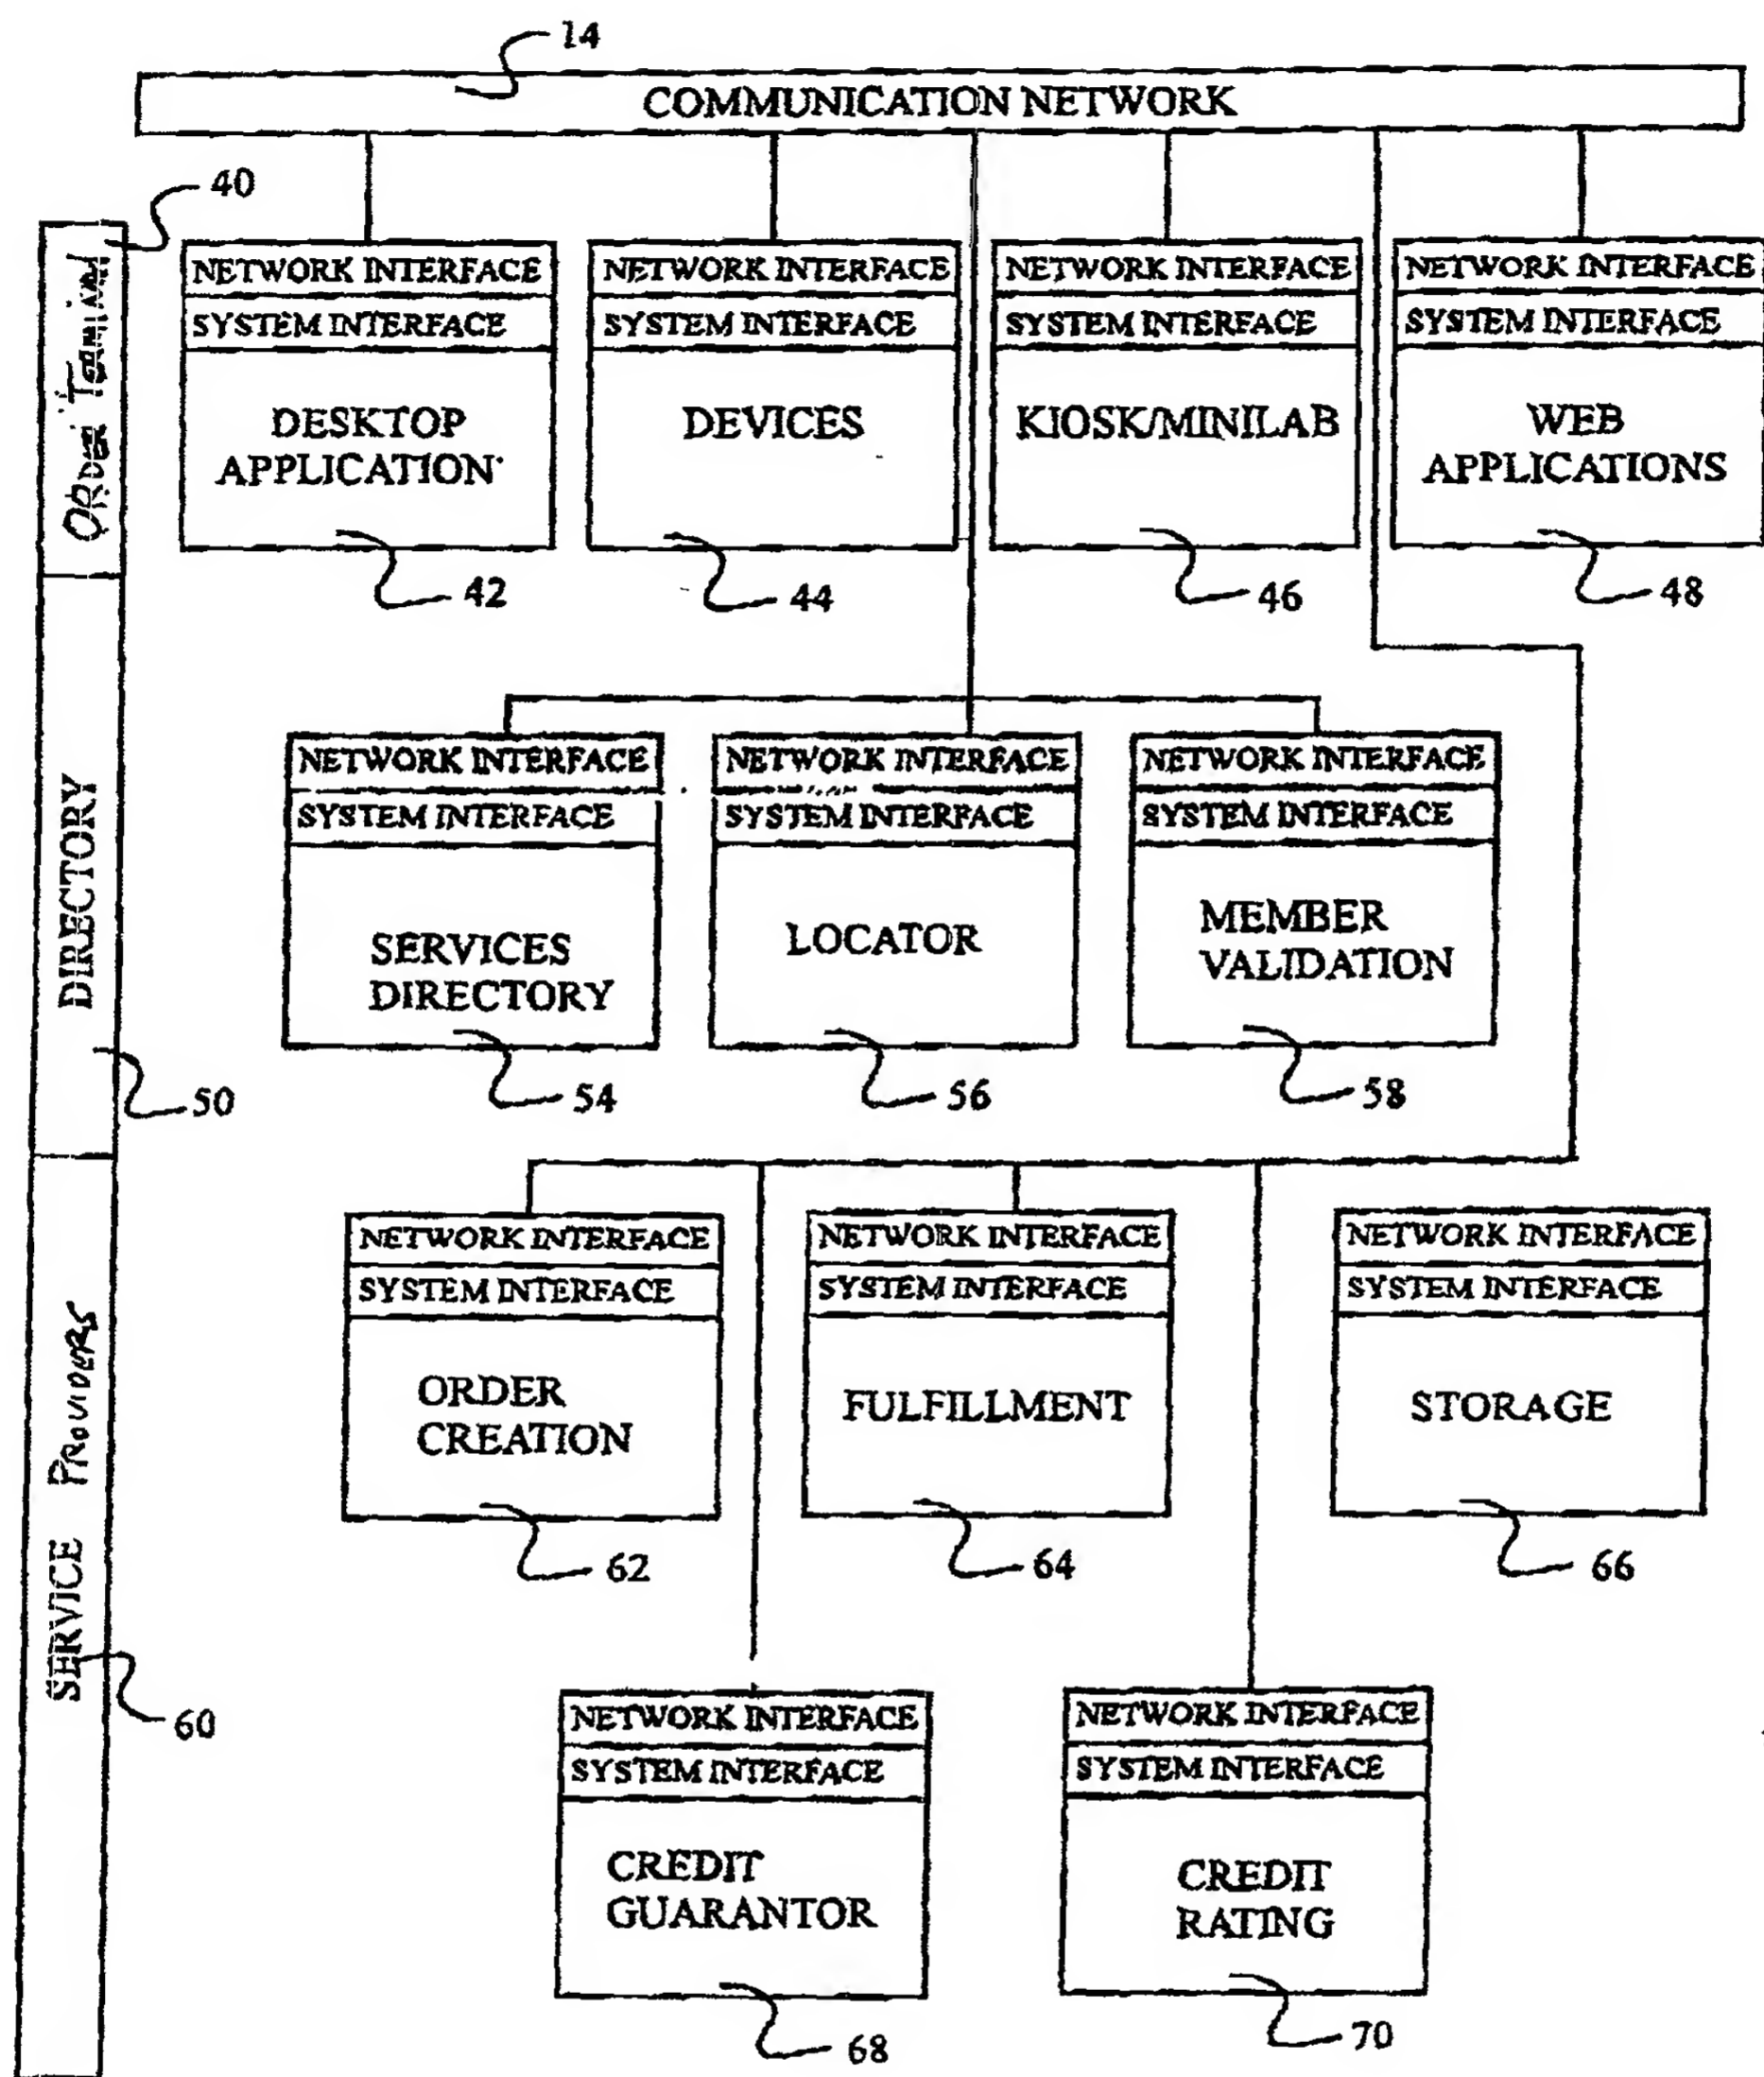 14
COMMUNICATION NETWORK
40
Order
NETWORK INTERFACE
SYSTEM INTERFACE
DESKTOP
APPLICATION
42
NETWORK INTERFACE
SYSTEM INTERFACE
DEVICES
44
NETWORK INTERFACE
SYSTEM INTERFACE
KIOSK/MINILAB
46
NETWORK INTERFACE
SYSTEM INTERFACE
WEB
APPLICATIONS
48
DIRECTORY
50
NETWORK INTERFACE
SYSTEM INTERFACE
SERVICES
DIRECTORY
54
NETWORK INTERFACE
SYSTEM INTERFACE
LOCATOR
56
NETWORK INTERFACE
SYSTEM INTERFACE
MEMBER
VALIDATION
58
SERVICE PROVIDERS
60
NETWORK INTERFACE
SYSTEM INTERFACE
ORDER
CREATION
62
NETWORK INTERFACE
SYSTEM INTERFACE
FULFILLMENT
64
NETWORK INTERFACE
SYSTEM INTERFACE
STORAGE
66
NETWORK INTERFACE
SYSTEM INTERFACE
CREDIT
GUARANTOR
68
NETWORK INTERFACE
SYSTEM INTERFACE
CREDIT
RATING
70